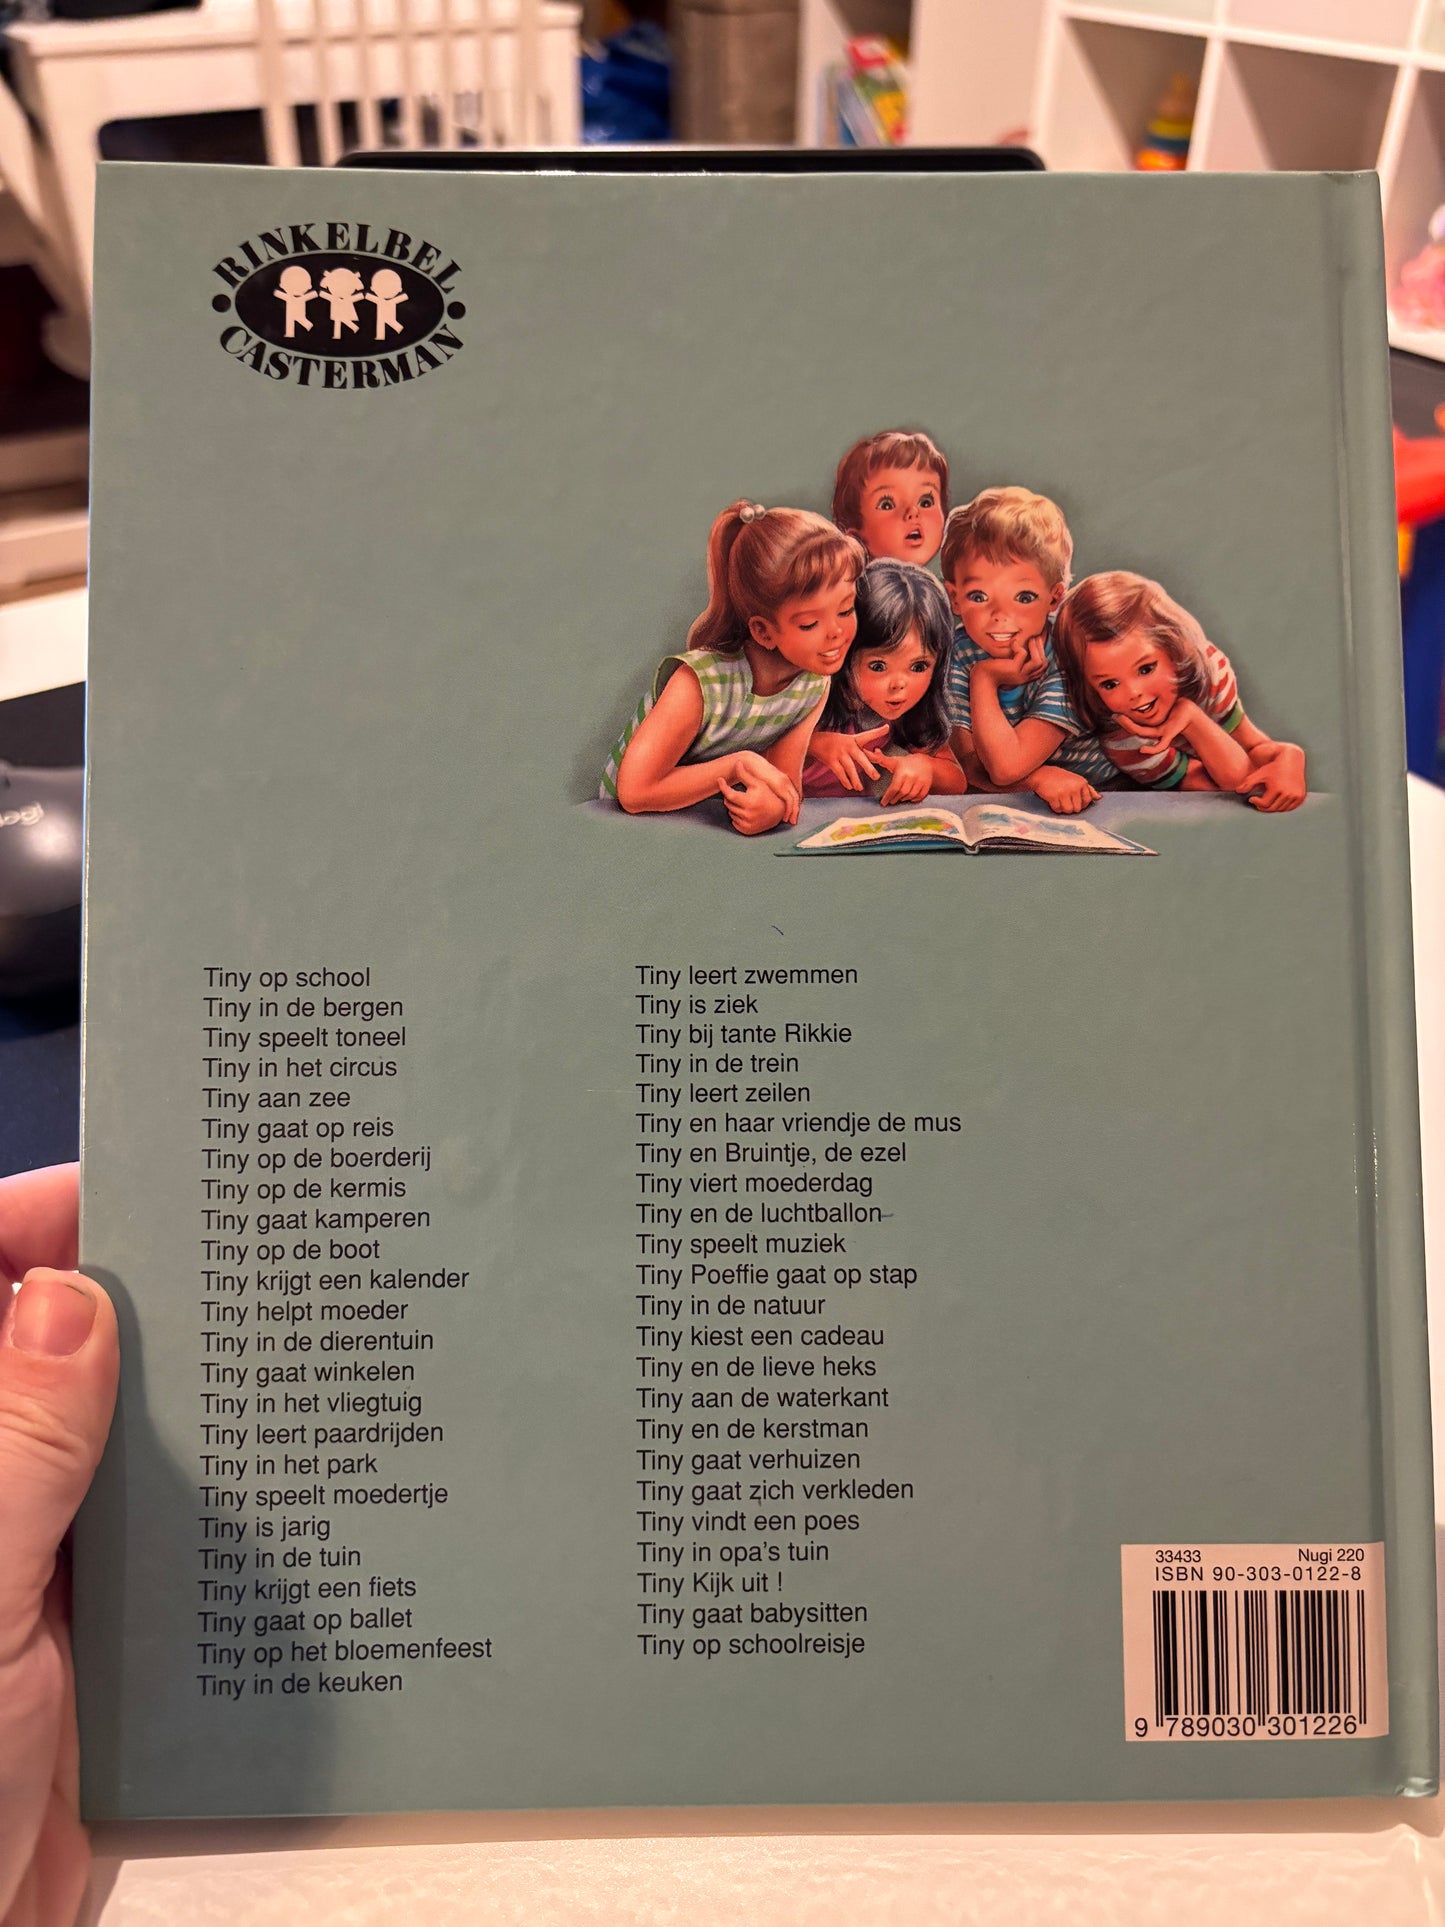 RINKELBEL
CASTERMAN
Tiny op school
Tiny in de bergen
Tiny speelt toneel
Tiny in het circus
Tiny aan zee
Tiny gaat op reis
Tiny op de boerderij
Tiny op de kermis
Tiny gaat kamperen
Tiny op de boot
Tiny krijgt een kalender
Tiny helpt moeder
Tiny in de dierentuin
Tiny gaat winkelen
Tiny in het vliegtuig
Tiny leert paardrijden
Tiny in het park
Tiny speelt moedertje
Tiny is jarig
Tiny in de tuin
Tiny krijgt een fiets
Tiny gaat op ballet
Tiny op het bloemenfeest
Tiny in de keuken
Tiny leert zwemmen
Tiny is ziek
Tiny bij tante Rikkie
Tiny in de trein
Tiny leert zeilen
Tiny en haar vriendje de mus
Tiny en Bruintje, de ezel
Tiny viert moederdag
Tiny en de luchtballon
Tiny speelt muziek
Tiny Poeffie gaat op stap
Tiny in de natuur
Tiny kiest een cadeau
Tiny en de lieve heks
Tiny aan de waterkant
Tiny en de kerstman
Tiny gaat verhuizen
Tiny gaat zich verkleden
Tiny vindt een poes
Tiny in opa's tuin
Tiny Kijk uit !
Tiny gaat babysitten
Tiny op schoolreisje
33433 Nugi 220
ISBN 90-303-0122-8
9 789030 301226